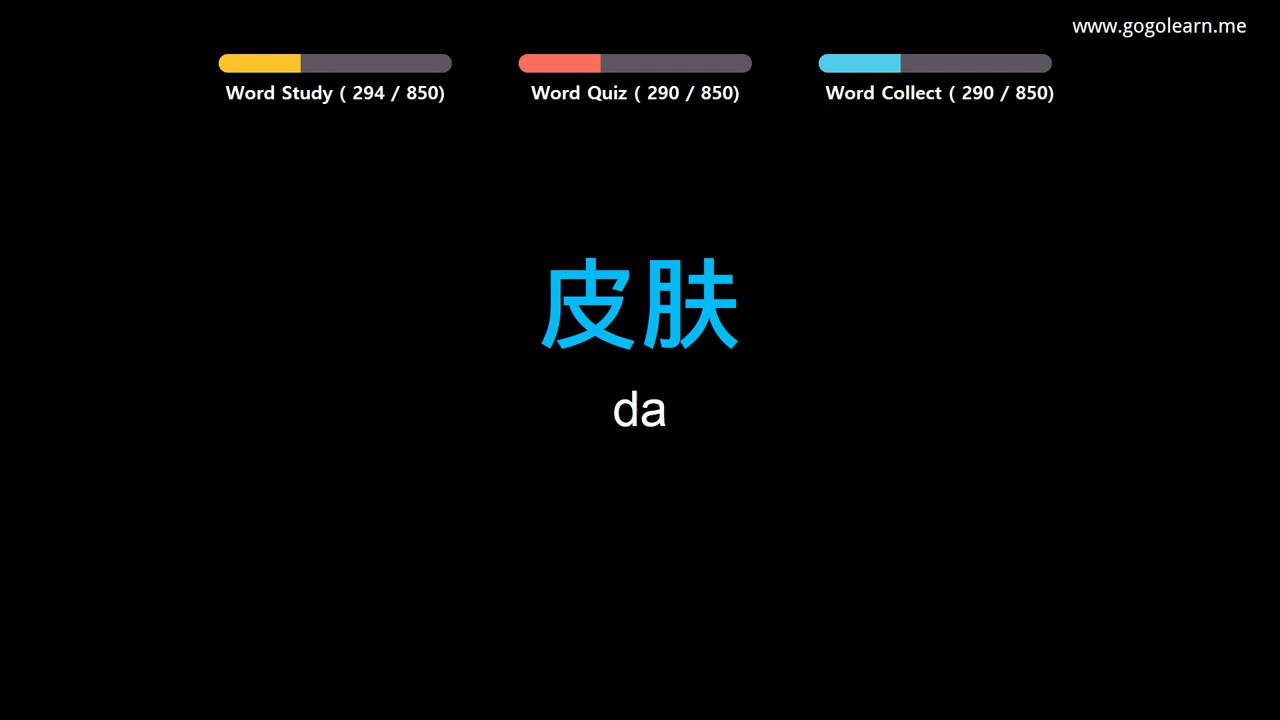 www.gogolearn.me
Word Study ( 294 / 850)
Word Quiz ( 290 / 850)
Word Collect ( 290 / 850)
皮肤
da